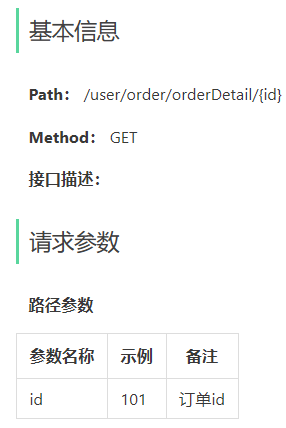 基本信息
Path： /user/order/orderDetail/{id}
Method： GET
接口描述：
请求参数
路径参数
参数名称 示例 备注
id 101 订单id